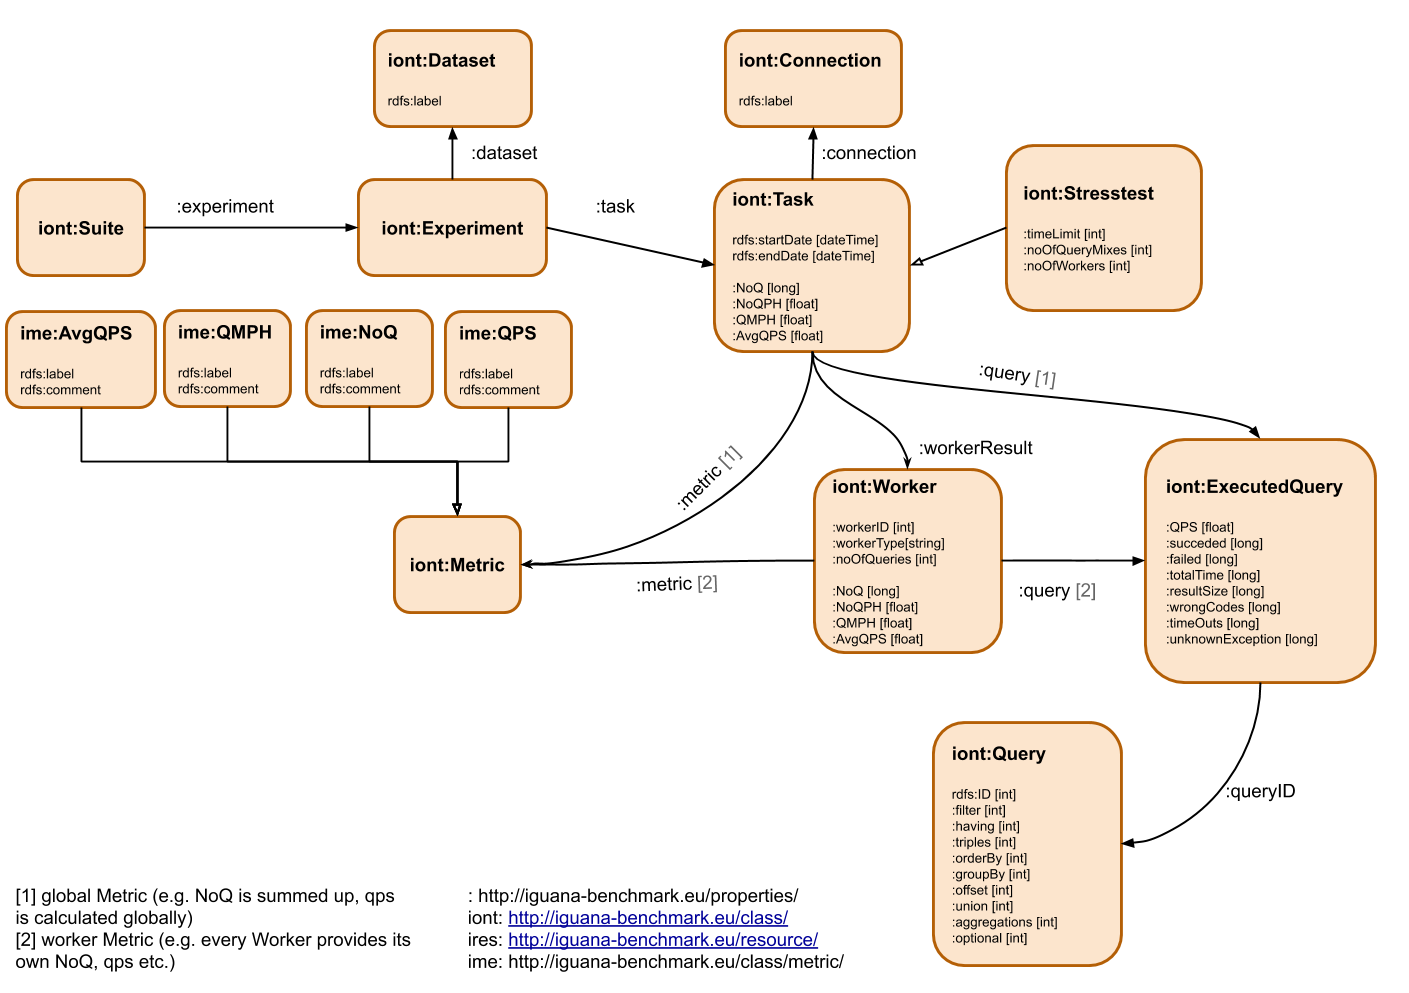 iont:Dataset
rdfs:label
iont:Connection
rdfs:label
:dataset
:connection
iont:Suite
:experiment
iont:Experiment
:task
iont:Task
rdfs:startDate [dateTime]
rdfs:endDate [dateTime]
:NoQ [long]
:NoQPH [float]
:QMPH [float]
:AvgQPS [float]
iont:Stresstest
:timeLimit [int]
:noOfQueryMixes [int]
:noOfWorkers [int]
ime:AvgQPS
rdfs:label
rdfs:comment
ime:QMPH
rdfs:label
rdfs:comment
ime:NoQ
rdfs:label
rdfs:comment
ime:QPS
rdfs:label
rdfs:comment
:query [1]
:metric [1]
:workerResult
iont:Metric
:metric [2]
iont:Worker
:workerID [int]
:workerType[string]
:noOfQueries [int]
:NoQ [long]
:NoQPH [float]
:QMPH [float]
:AvgQPS [float]
:query [2]
iont:ExecutedQuery
:QPS [float]
:succeded [long]
:failed [long]
:totalTime [long]
:resultSize [long]
:wrongCodes [long]
:timeOuts [long]
:unknownException [long]
:queryID
iont:Query
rdfs:ID [int]
:filter [int]
:having [int]
:triples [int]
:orderBy [int]
:groupBy [int]
:offset [int]
:union [int]
:aggregations [int]
:optional [int]
[1] global Metric (e.g. NoQ is summed up, qps
is calculated globally)
[2] worker Metric (e.g. every Worker provides its
own NoQ, qps etc.)
: http://iguana-benchmark.eu/properties/
iont: http://iguana-benchmark.eu/class/
ires: http://iguana-benchmark.eu/resource/
ime: http://iguana-benchmark.eu/class/metric/